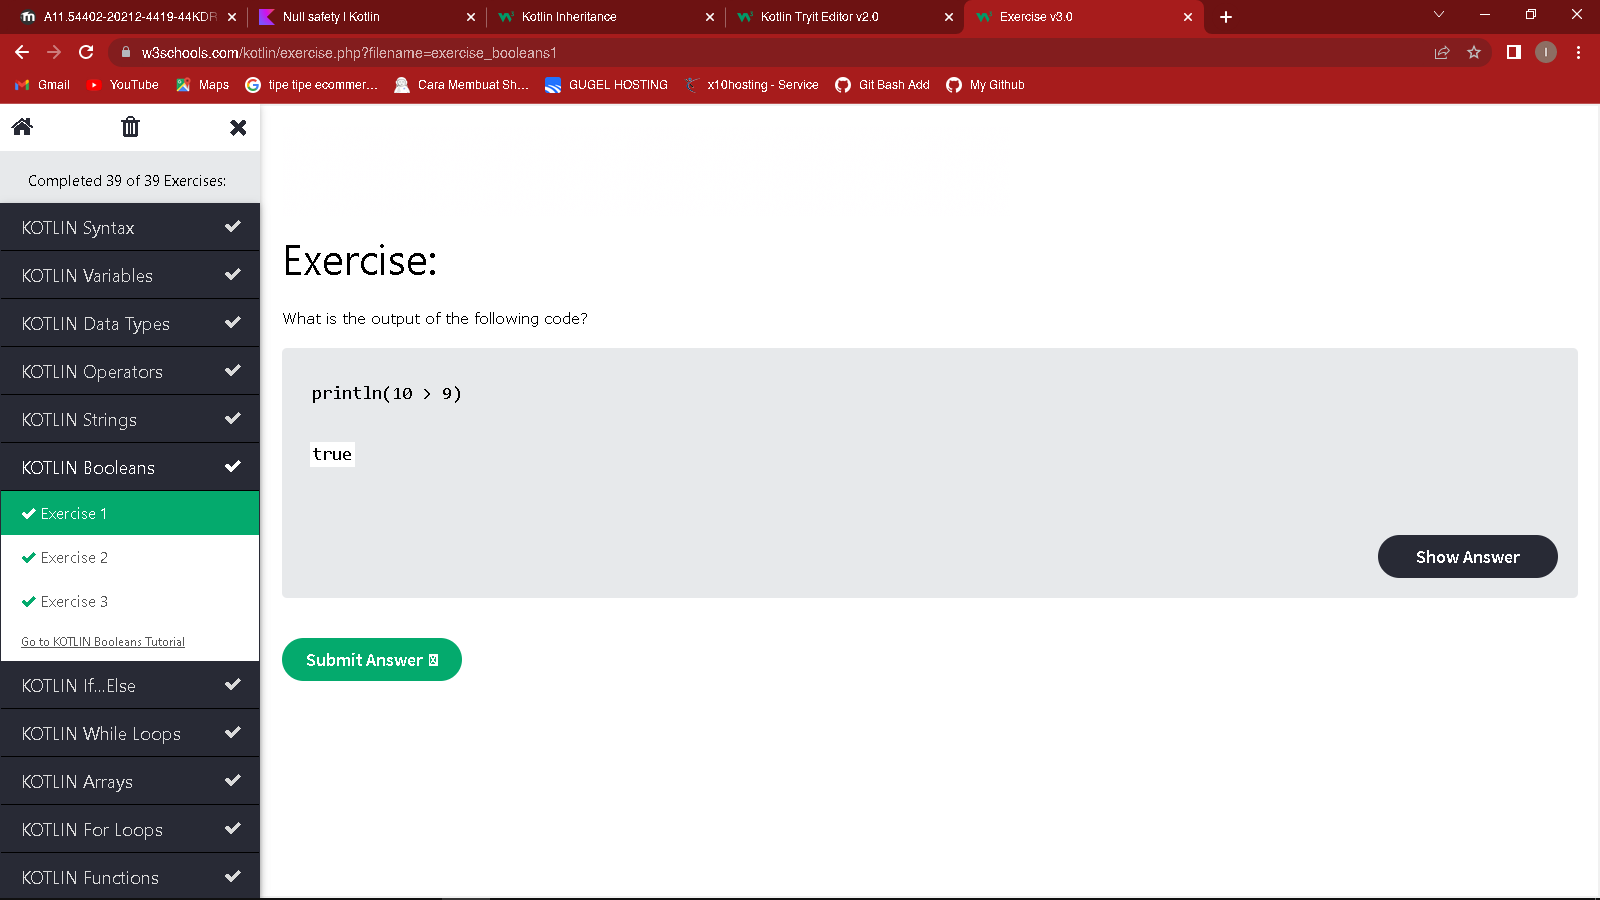 A11.54402-20212-4419-44KDR
Null safety | Kotlin
Kotlin Inheritance
Kotlin Tryit Editor v2.0
Exercise v3.0
w3schools.com/kotlin/exercise.php?filename=exercise_booleans1
I
Gmail
YouTube
Maps
tipe tipe ecommer...
Cara Membuat Sh...
GUGEL HOSTING
x10hosting - Service
Git Bash Add
My Github
Completed 39 of 39 Exercises:
KOTLIN Syntax
KOTLIN Variables
KOTLIN Data Types
KOTLIN Operators
KOTLIN Strings
KOTLIN Booleans
Exercise 1
Exercise 2
Exercise 3
Go to KOTLIN Booleans Tutorial
KOTLIN If...Else
KOTLIN While Loops
KOTLIN Arrays
KOTLIN For Loops
KOTLIN Functions
Exercise:
What is the output of the following code?
println(10 > 9)
true
Show Answer
Submit Answer